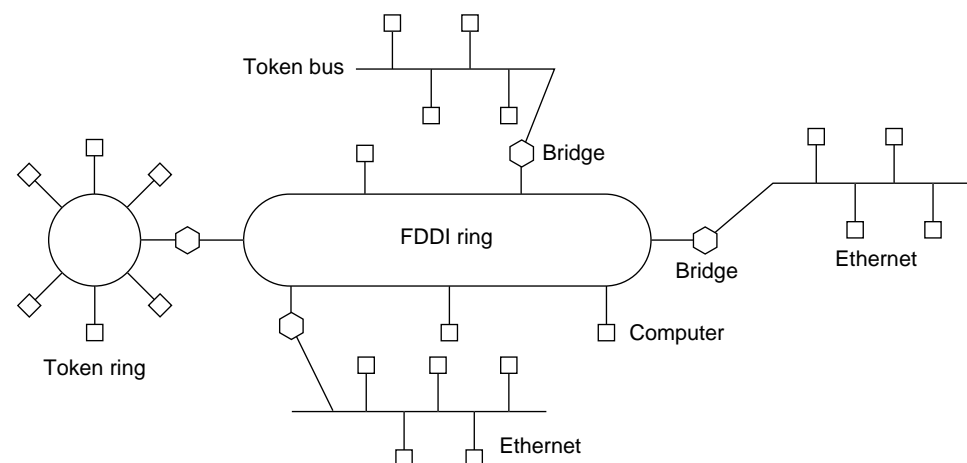 Token bus
Bridge
FDDI ring
Bridge
Ethernet
Computer
Token ring
Ethernet